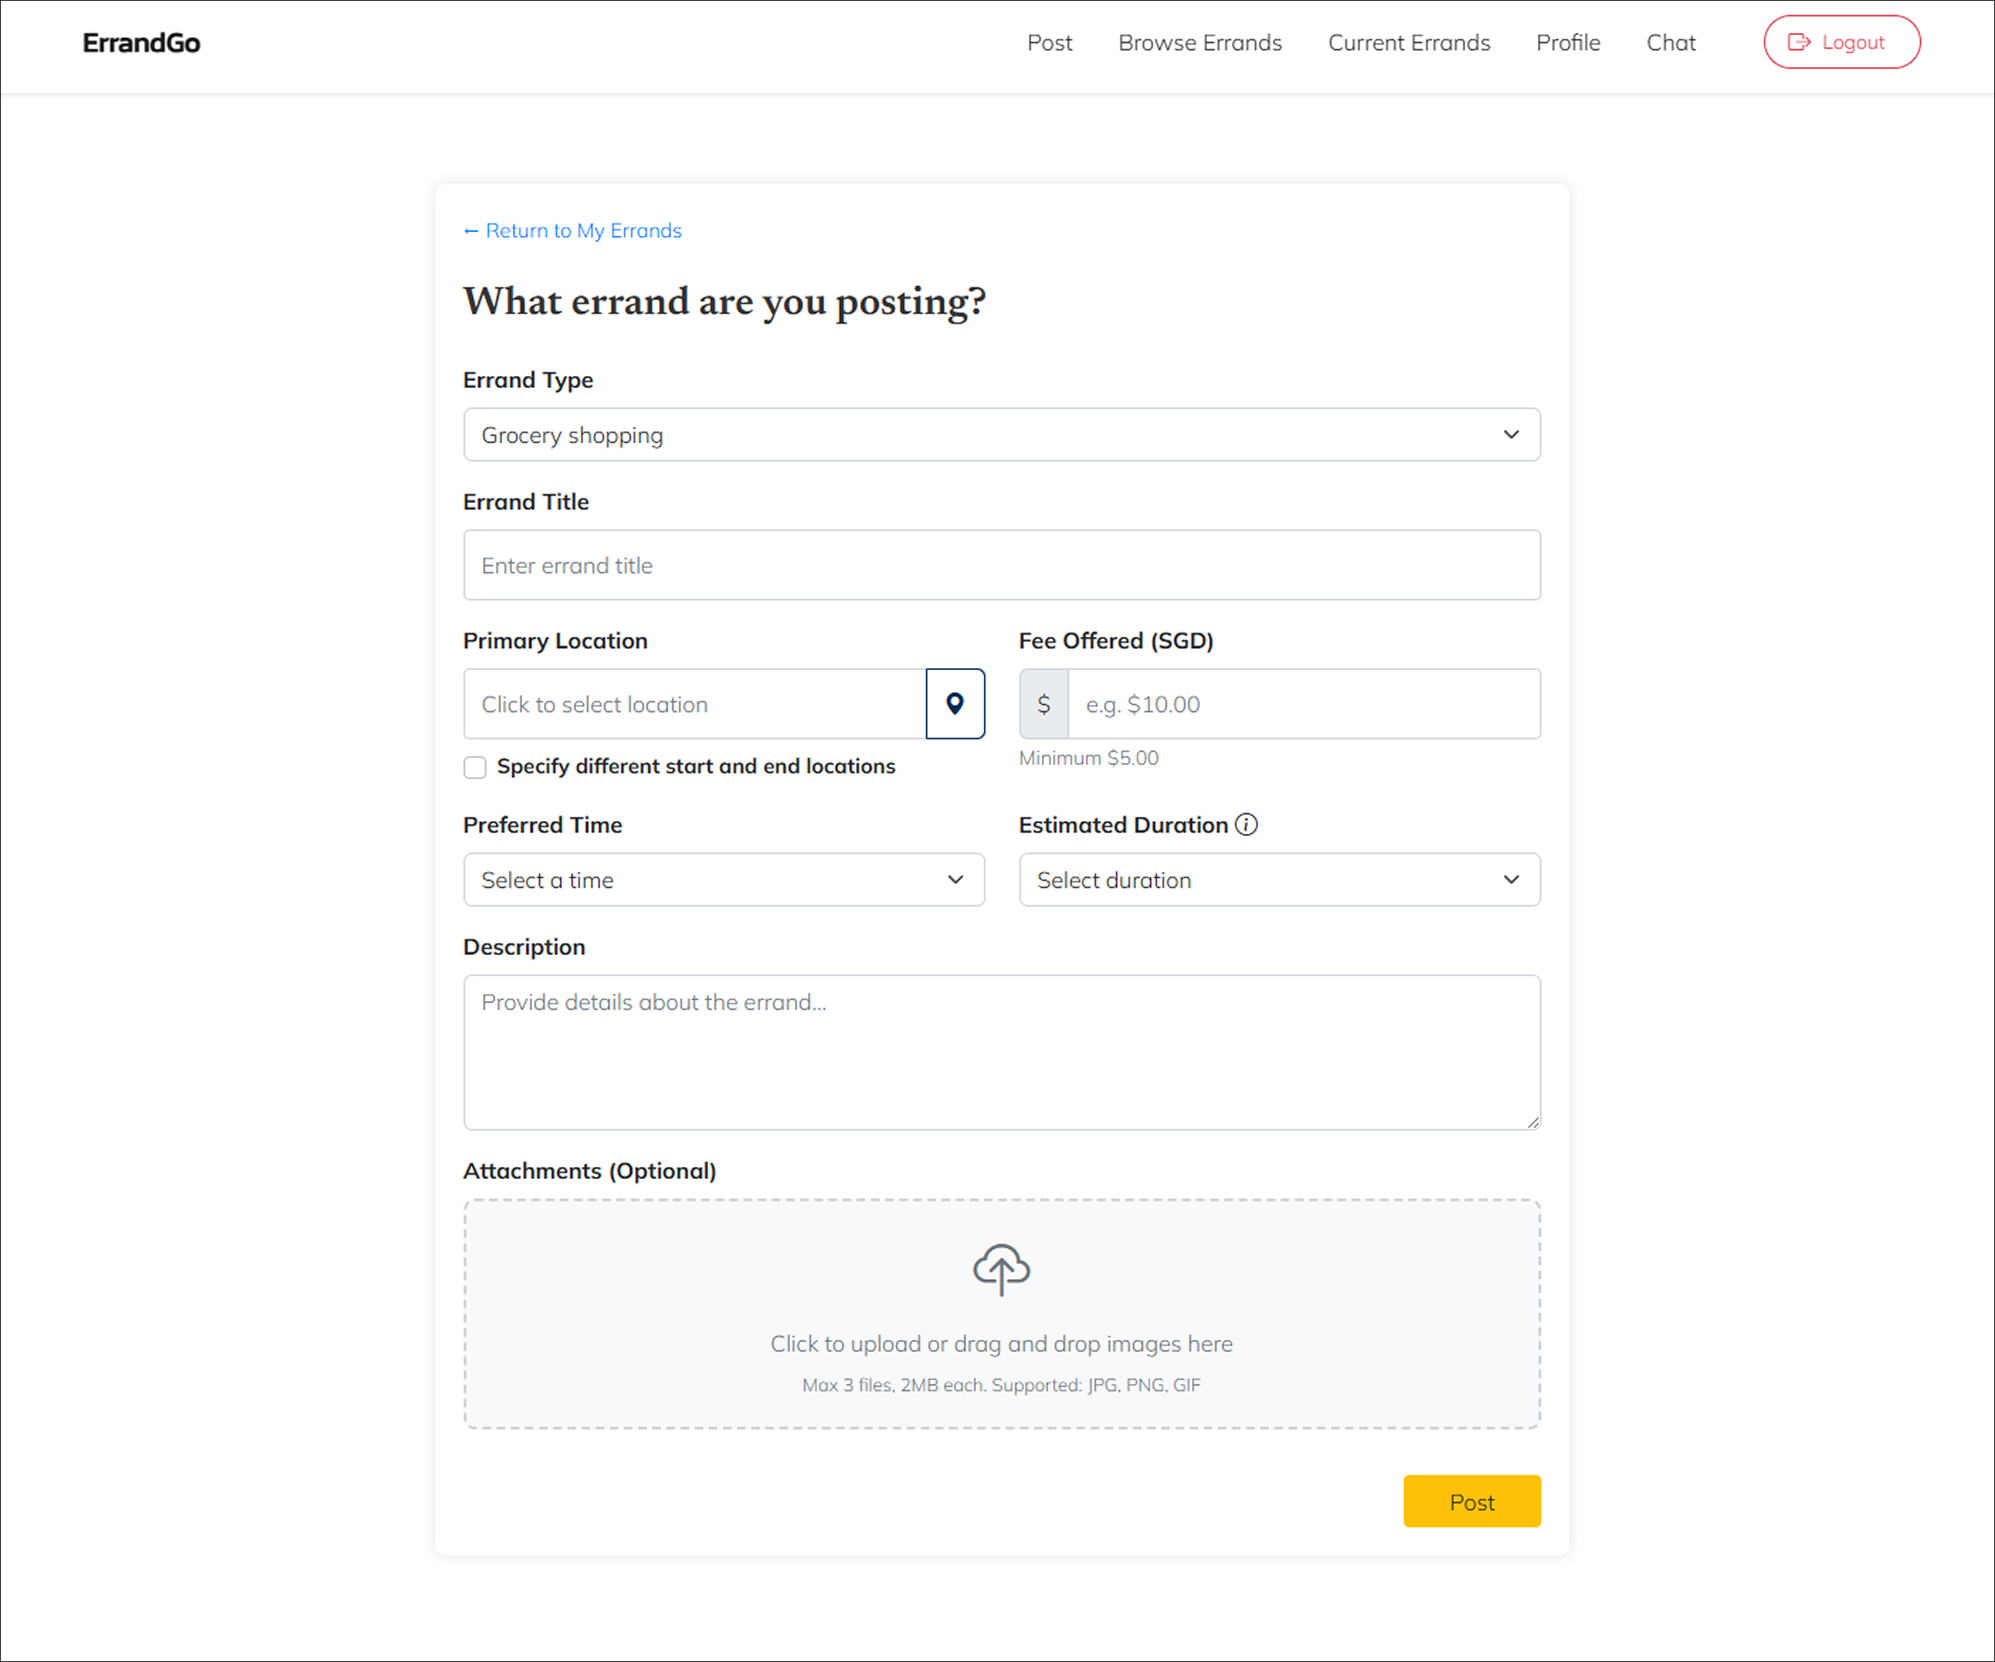 ErrandGo
Post
Browse Errands
Current Errands
Profile
Chat
Logout
← Return to My Errands
What errand are you posting?
Errand Type
Grocery shopping
Errand Title
Enter errand title
Primary Location
Click to select location
Specify different start and end locations
Fee Offered (SGD)
$
e.g. $10.00
Minimum $5.00
Preferred Time
Select a time
Estimated Duration
Select duration
Description
Provide details about the errand...
Attachments (Optional)
Click to upload or drag and drop images here
Max 3 files, 2MB each. Supported: JPG, PNG, GIF
Post